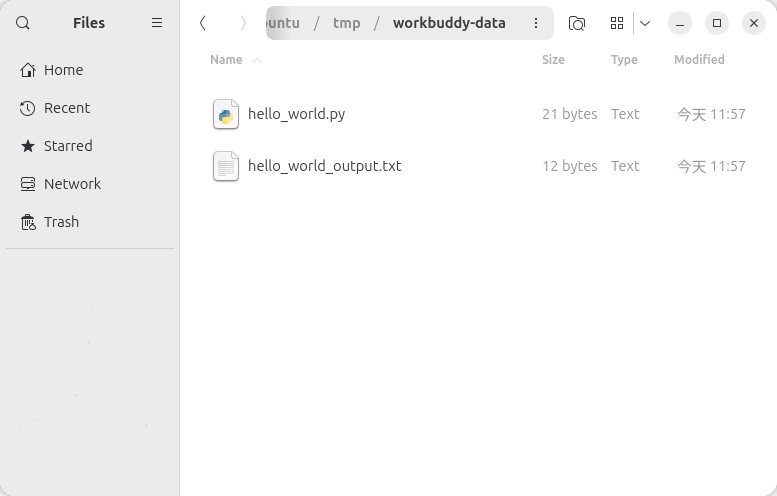 Files
untu / tmp / workbuddy-data
Home
Recent
Starred
Network
Trash
Name Size Type Modified
hello_world.py 21 bytes Text 今天 11:57
hello_world_output.txt 12 bytes Text 今天 11:57